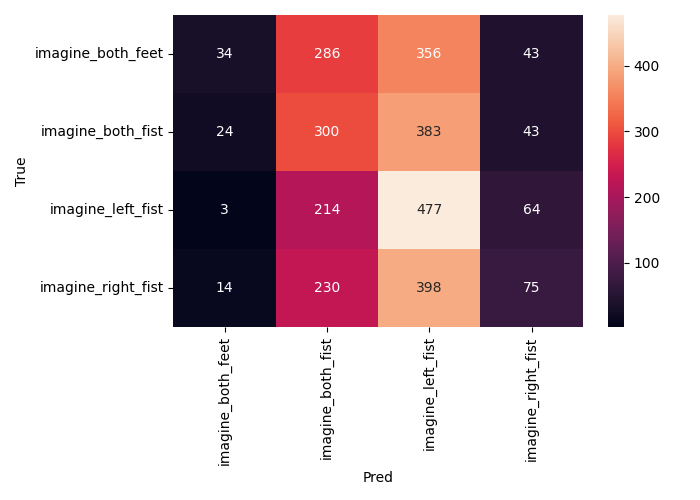 imagine_both_feet 34 286 356 43
imagine_both_fist 24 300 383 43
imagine_left_fist 3 214 477 64
imagine_right_fist 14 230 398 75
True
imagine_both_feet
imagine_both_fist
imagine_left_fist
imagine_right_fist
Pred
400
300
200
100